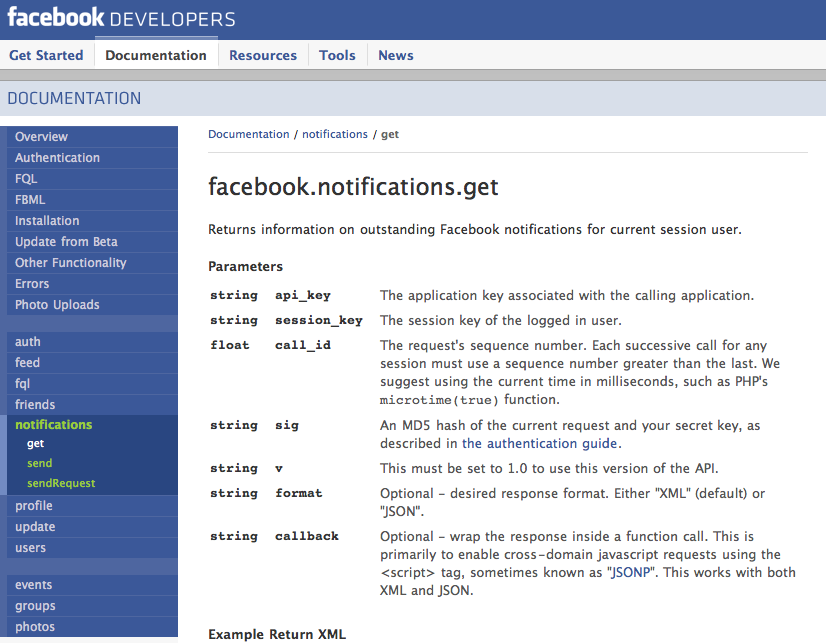 facebook DEVELOPERS
Get Started Documentation Resources Tools News
DOCUMENTATION
Overview
Authentication
FQL
FBML
Installation
Update from Beta
Other Functionality
Errors
Photo Uploads
auth
feed
fql
friends
notifications
get
send
sendRequest
profile
update
users
events
groups
photos
Documentation / notifications / get
facebook.notifications.get
Returns information on outstanding Facebook notifications for current session user.
Parameters
string api_key The application key associated with the calling application.
string session_key The session key of the logged in user.
float call_id The request's sequence number. Each successive call for any
session must use a sequence number greater than the last. We
suggest using the current time in milliseconds, such as PHP's
microtime(true) function.
string sig An MD5 hash of the current request and your secret key, as
described in the authentication guide.
string v This must be set to 1.0 to use this version of the API.
string format Optional – desired response format. Either "XML" (default) or
"JSON".
string callback Optional – wrap the response inside a function call. This is
primarily to enable cross-domain javascript requests using the
<script> tag, sometimes known as "JSONP". This works with both
XML and JSON.
Example Return XML